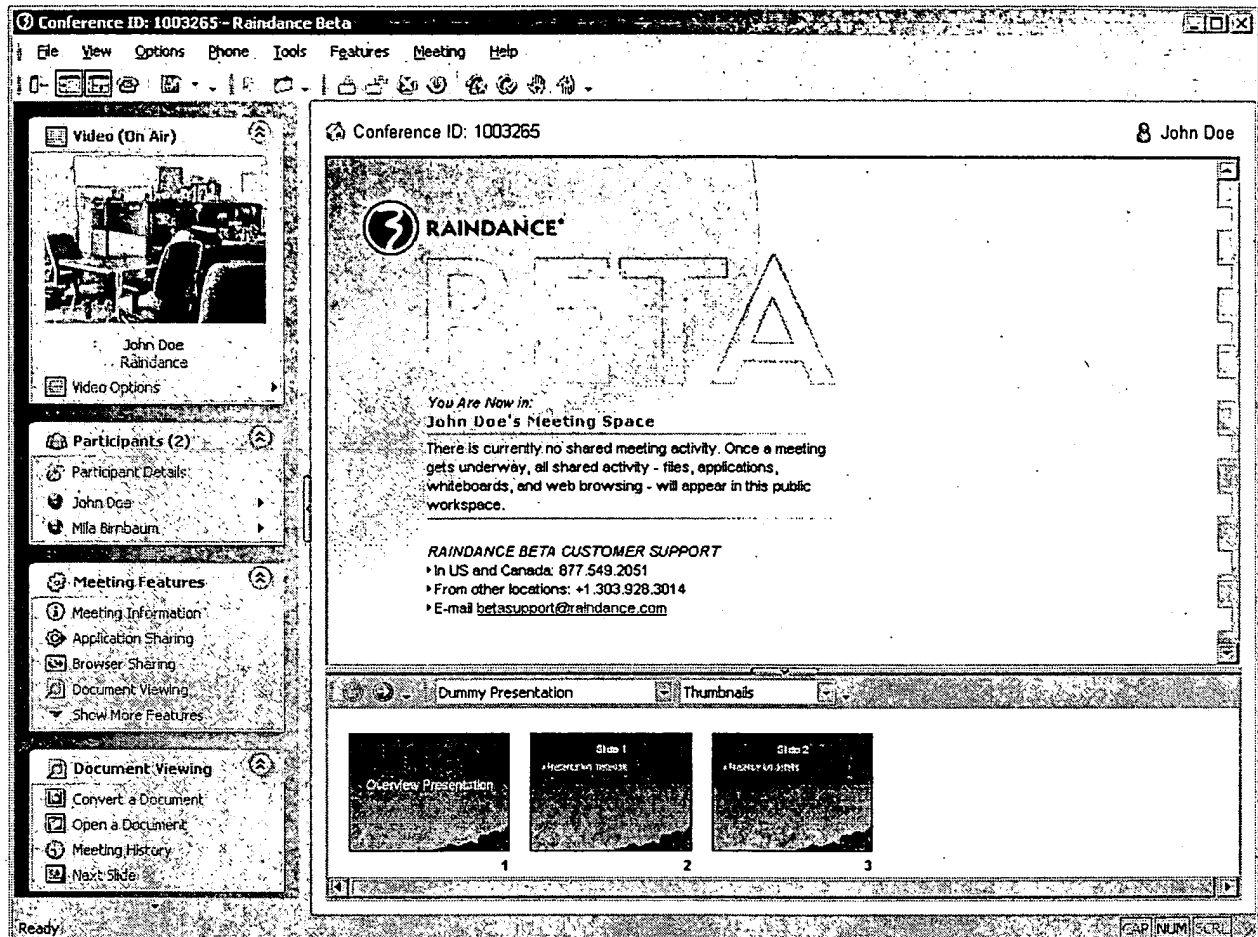 Conference ID: 1003265 - Raindance Beta
File View Options Phone Tools Features Meeting Help
Video (On Air)
John Doe
Raindance
Video Options
Participants (2)
Participant Details
John Doe
Mila Birnbaum
Meeting Features
Meeting Information
Application Sharing
Browser Sharing
Document Viewing
Show More Features
Document Viewing
Convert a Document
Open a Document
Meeting History
Next Slide
Conference ID: 1003265
John Doe
RAINDANCE
BETA
You Are Now in:
John Doe's Meeting Space
There is currently no shared meeting activity. Once a meeting
gets underway, all shared activity - files, applications,
whiteboards, and web browsing - will appear in this public
workspace.
RAINDANCE BETA CUSTOMER SUPPORT
In US and Canada: 877.549.2051
From other locations: +1.303.928.3014
E-mail betasupport@raindance.com
Dummy Presentation Thumbnails
Overview Presentation
Slide 1
Slide 2
1 2 3
Ready
CAP NUM SCRL